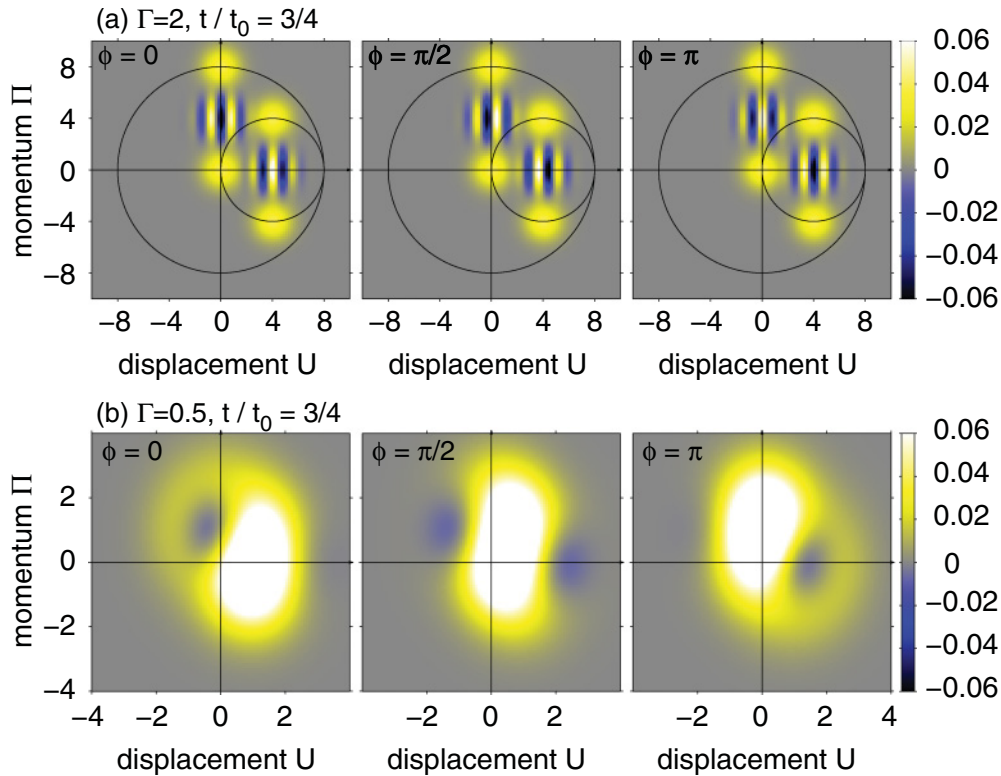 (a) Γ=2, t / t₀ = 3/4
ϕ = 0
ϕ = π/2
ϕ = π
momentum Π
8
4
0
−4
−8
−8 −4 0 4 8
−8 −4 0 4 8
−8 −4 0 4 8
displacement U
displacement U
displacement U
0.06
0.04
0.02
0
−0.02
−0.04
−0.06
(b) Γ=0.5, t / t₀ = 3/4
ϕ = 0
ϕ = π/2
ϕ = π
momentum Π
2
0
−2
−4
−4 −2 0 2
−2 0 2
−2 0 2 4
displacement U
displacement U
displacement U
0.06
0.04
0.02
0
−0.02
−0.04
−0.06